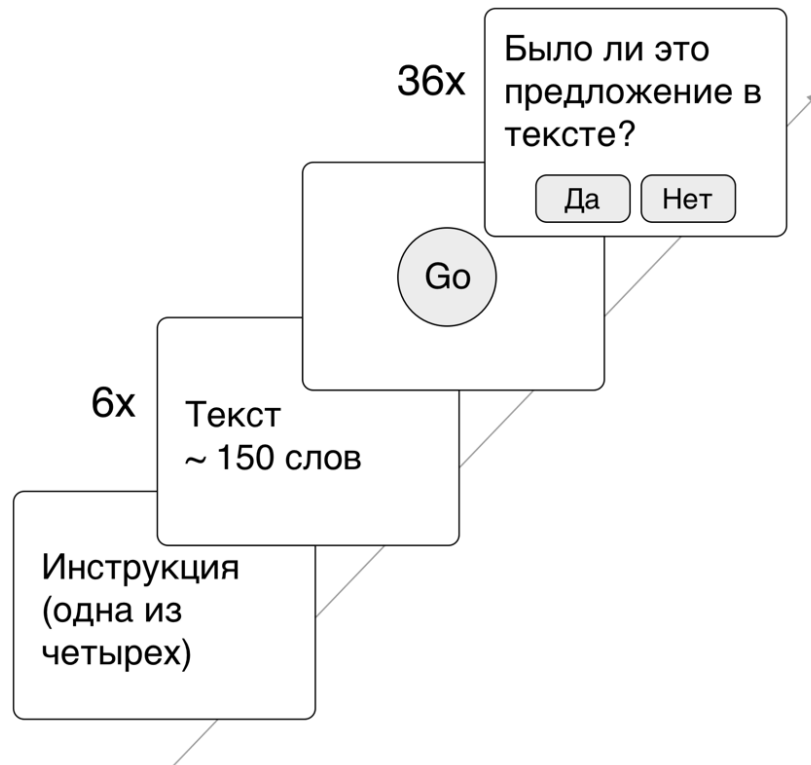 36x
Было ли это
предложение в
тексте?
Да
Нет
Go
6x
Текст
~ 150 слов
Инструкция
(одна из
четырех)